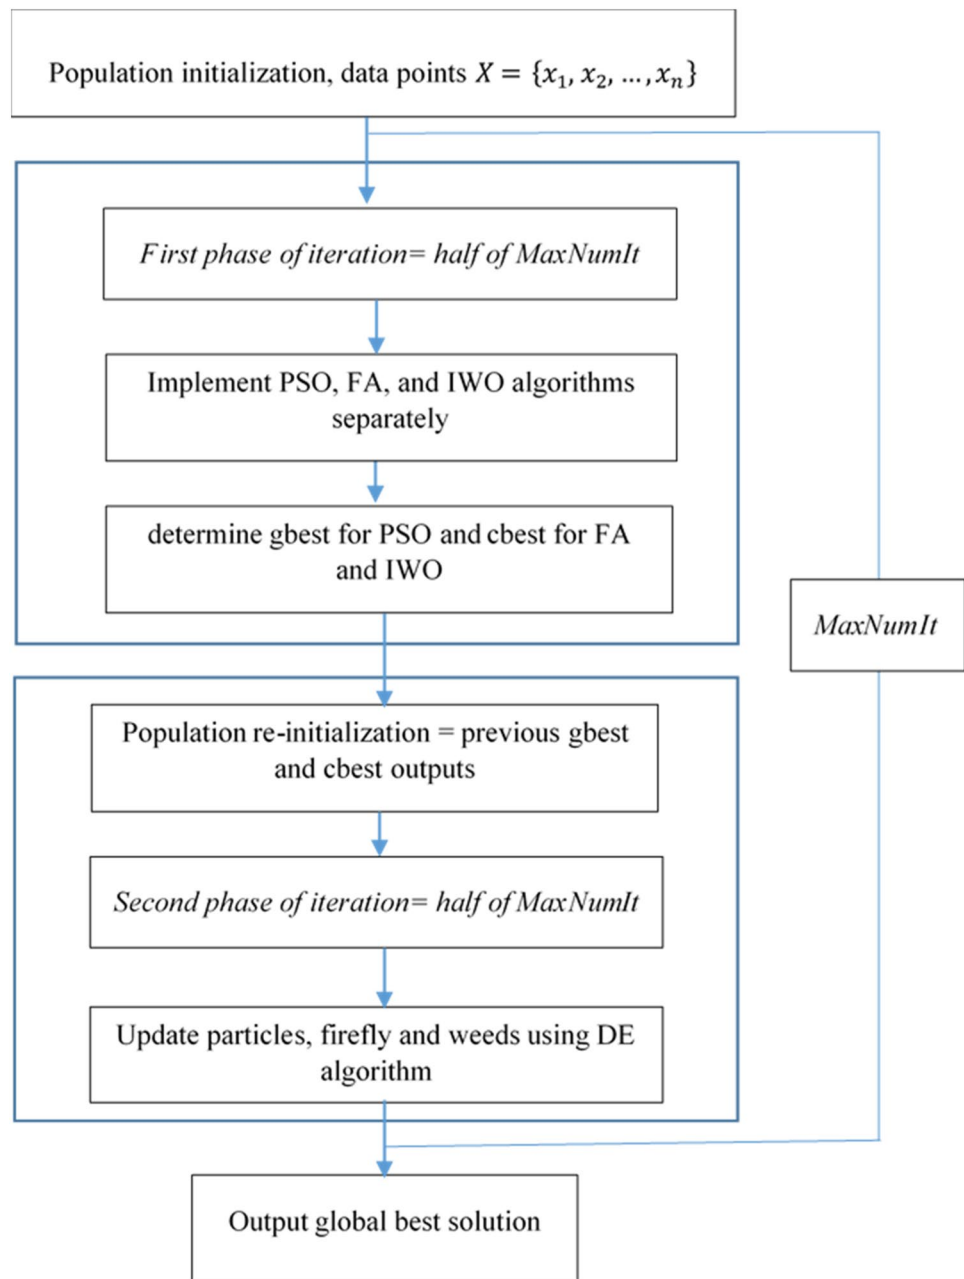 Population initialization, data points X = {x₁, x₂, …, xₙ}
First phase of iteration= half of MaxNumIt
Implement PSO, FA, and IWO algorithms
separately
determine gbest for PSO and cbest for FA
and IWO
MaxNumIt
Population re-initialization = previous gbest
and cbest outputs
Second phase of iteration= half of MaxNumIt
Update particles, firefly and weeds using DE
algorithm
Output global best solution